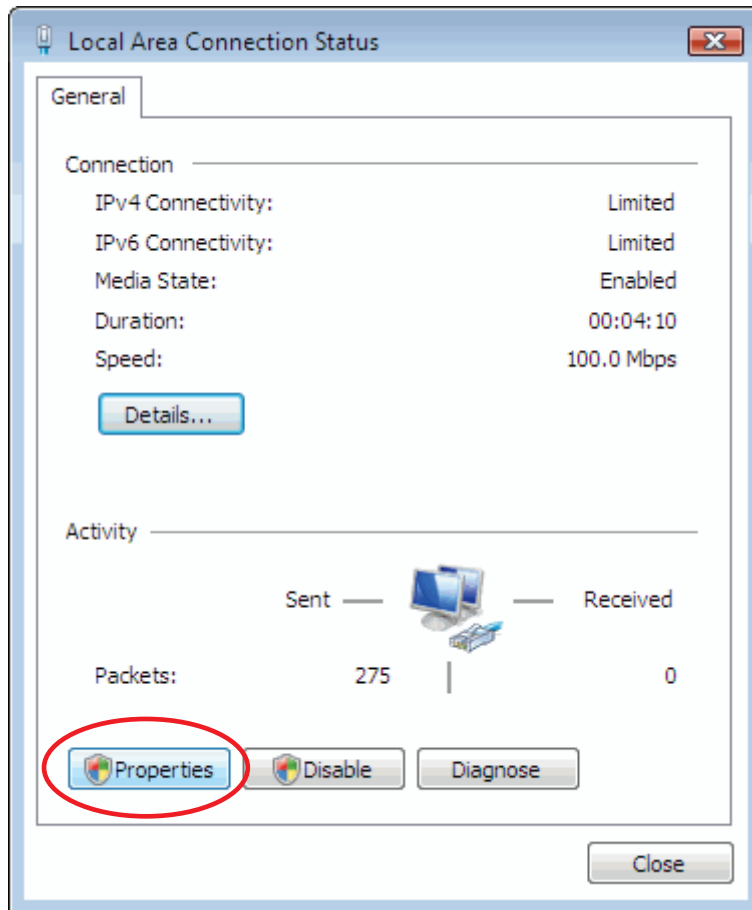 Local Area Connection Status
General
Connection
IPv4 Connectivity: Limited
IPv6 Connectivity: Limited
Media State: Enabled
Duration: 00:04:10
Speed: 100.0 Mbps
Details...
Activity
Sent Received
Packets: 275 0
Properties Disable Diagnose
Close